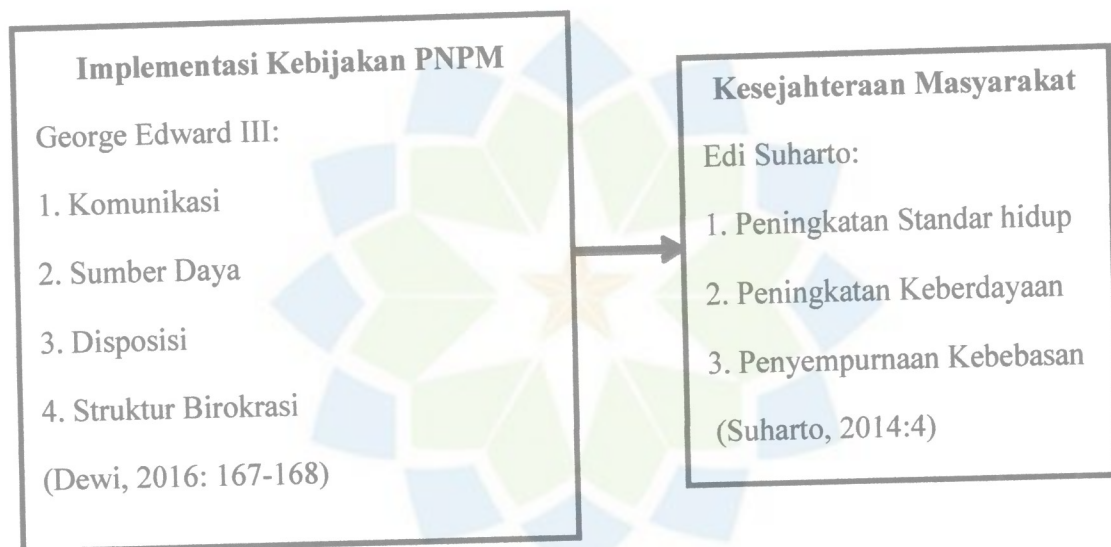 Implementasi Kebijakan PNPM
George Edward III:
1. Komunikasi
2. Sumber Daya
3. Disposisi
4. Struktur Birokrasi
(Dewi, 2016: 167-168)
Kesejahteraan Masyarakat
Edi Suharto:
1. Peningkatan Standar hidup
2. Peningkatan Keberdayaan
3. Penyempurnaan Kebebasan
(Suharto, 2014:4)